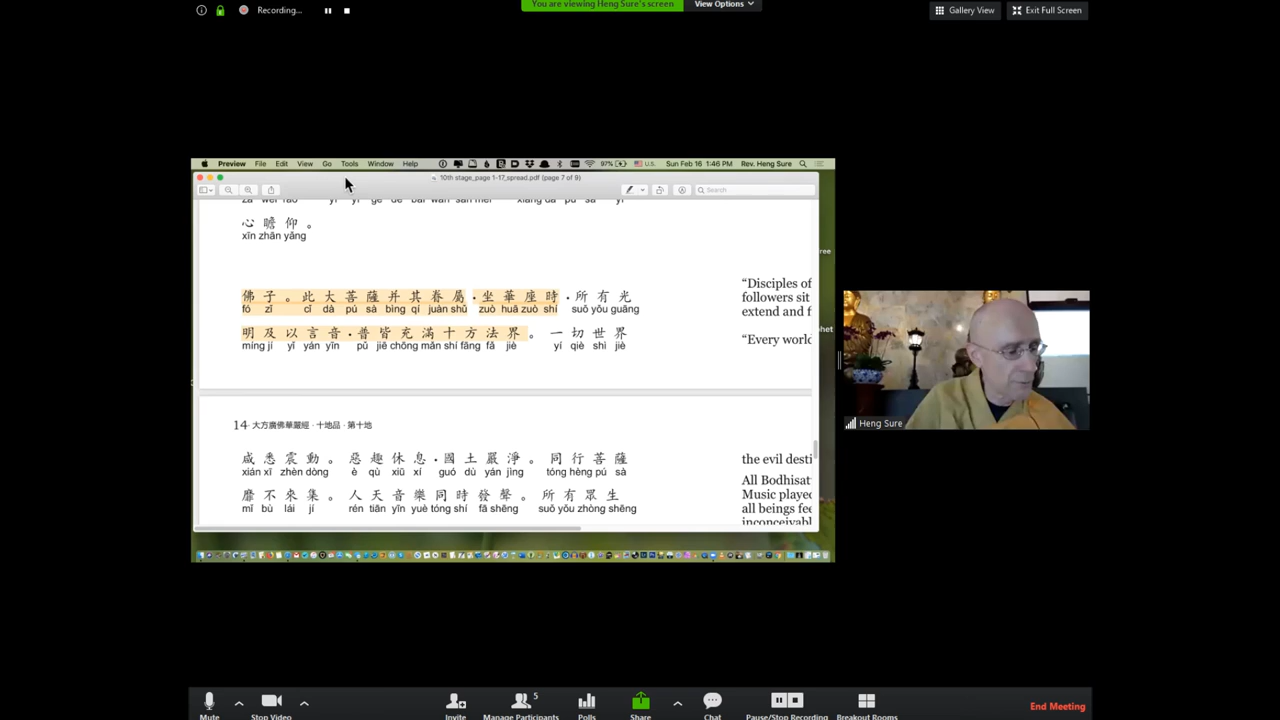 Recording...
You are viewing Heng Sure's screen
View Options
Gallery View
Exit Full Screen
Preview File Edit View Go Tools Window Help
97% U.S. Sun Feb 16 1:46 PM Rev. Heng Sure
10th stage_page 1-17_spread.pdf (page 7 of 9)
Search
心瞻仰。
xīn zhān yǎng
佛子。此大菩薩并其眷屬·坐華座時·所有光
fó zǐ cǐ dà pú sà bìng qí juàn shǔ zuò huā zuò shí suǒ yǒu guāng
明及以言音·普皆充滿十方法界。一切世界
míng jí yǐ yán yīn pǔ jiē chōng mǎn shí fāng fǎ jiè yí qiè shì jiè
“Disciples of
followers sit
extend and f
“Every world
14 大方廣佛華嚴經·十地品·第十地
咸悉震動。惡趣休息·國土嚴淨。同行菩薩
xián xī zhèn dòng è qù xiū xí guó dù yán jìng tóng hèng pú sà
靡不來集。人天音樂同時發聲。所有眾生
mǐ bù lái jí rén tiān yīn yuè tóng shí fā shēng suǒ yǒu zhòng shēng
the evil desti
All Bodhisat
Music played
all beings fee
inconceivabl
Heng Sure
Mute
Stop Video
Invite
5
Manage Participants
Polls
Share
Chat
Pause/Stop Recording
Breakout Rooms
End Meeting